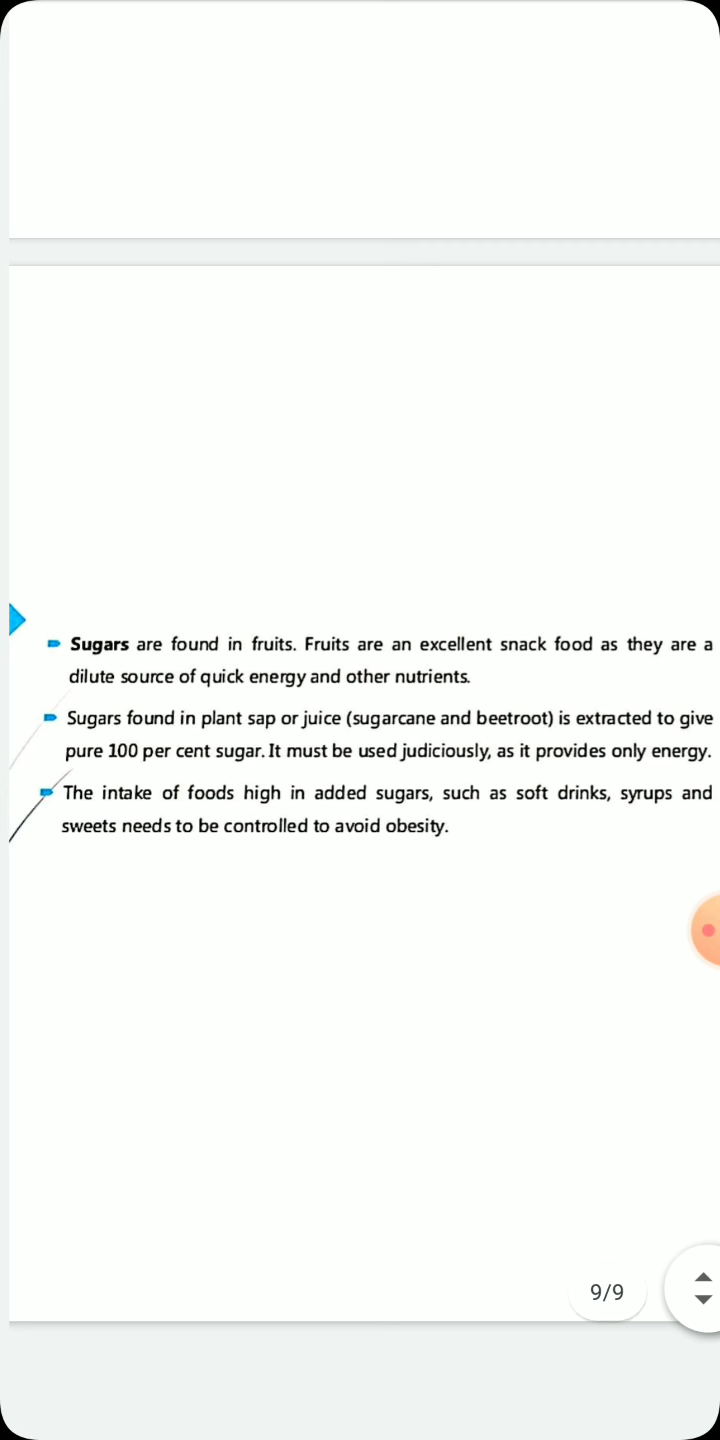 Sugars are found in fruits. Fruits are an excellent snack food as they are a
dilute source of quick energy and other nutrients.
Sugars found in plant sap or juice (sugarcane and beetroot) is extracted to give
pure 100 per cent sugar. It must be used judiciously, as it provides only energy.
The intake of foods high in added sugars, such as soft drinks, syrups and
sweets needs to be controlled to avoid obesity.
9/9